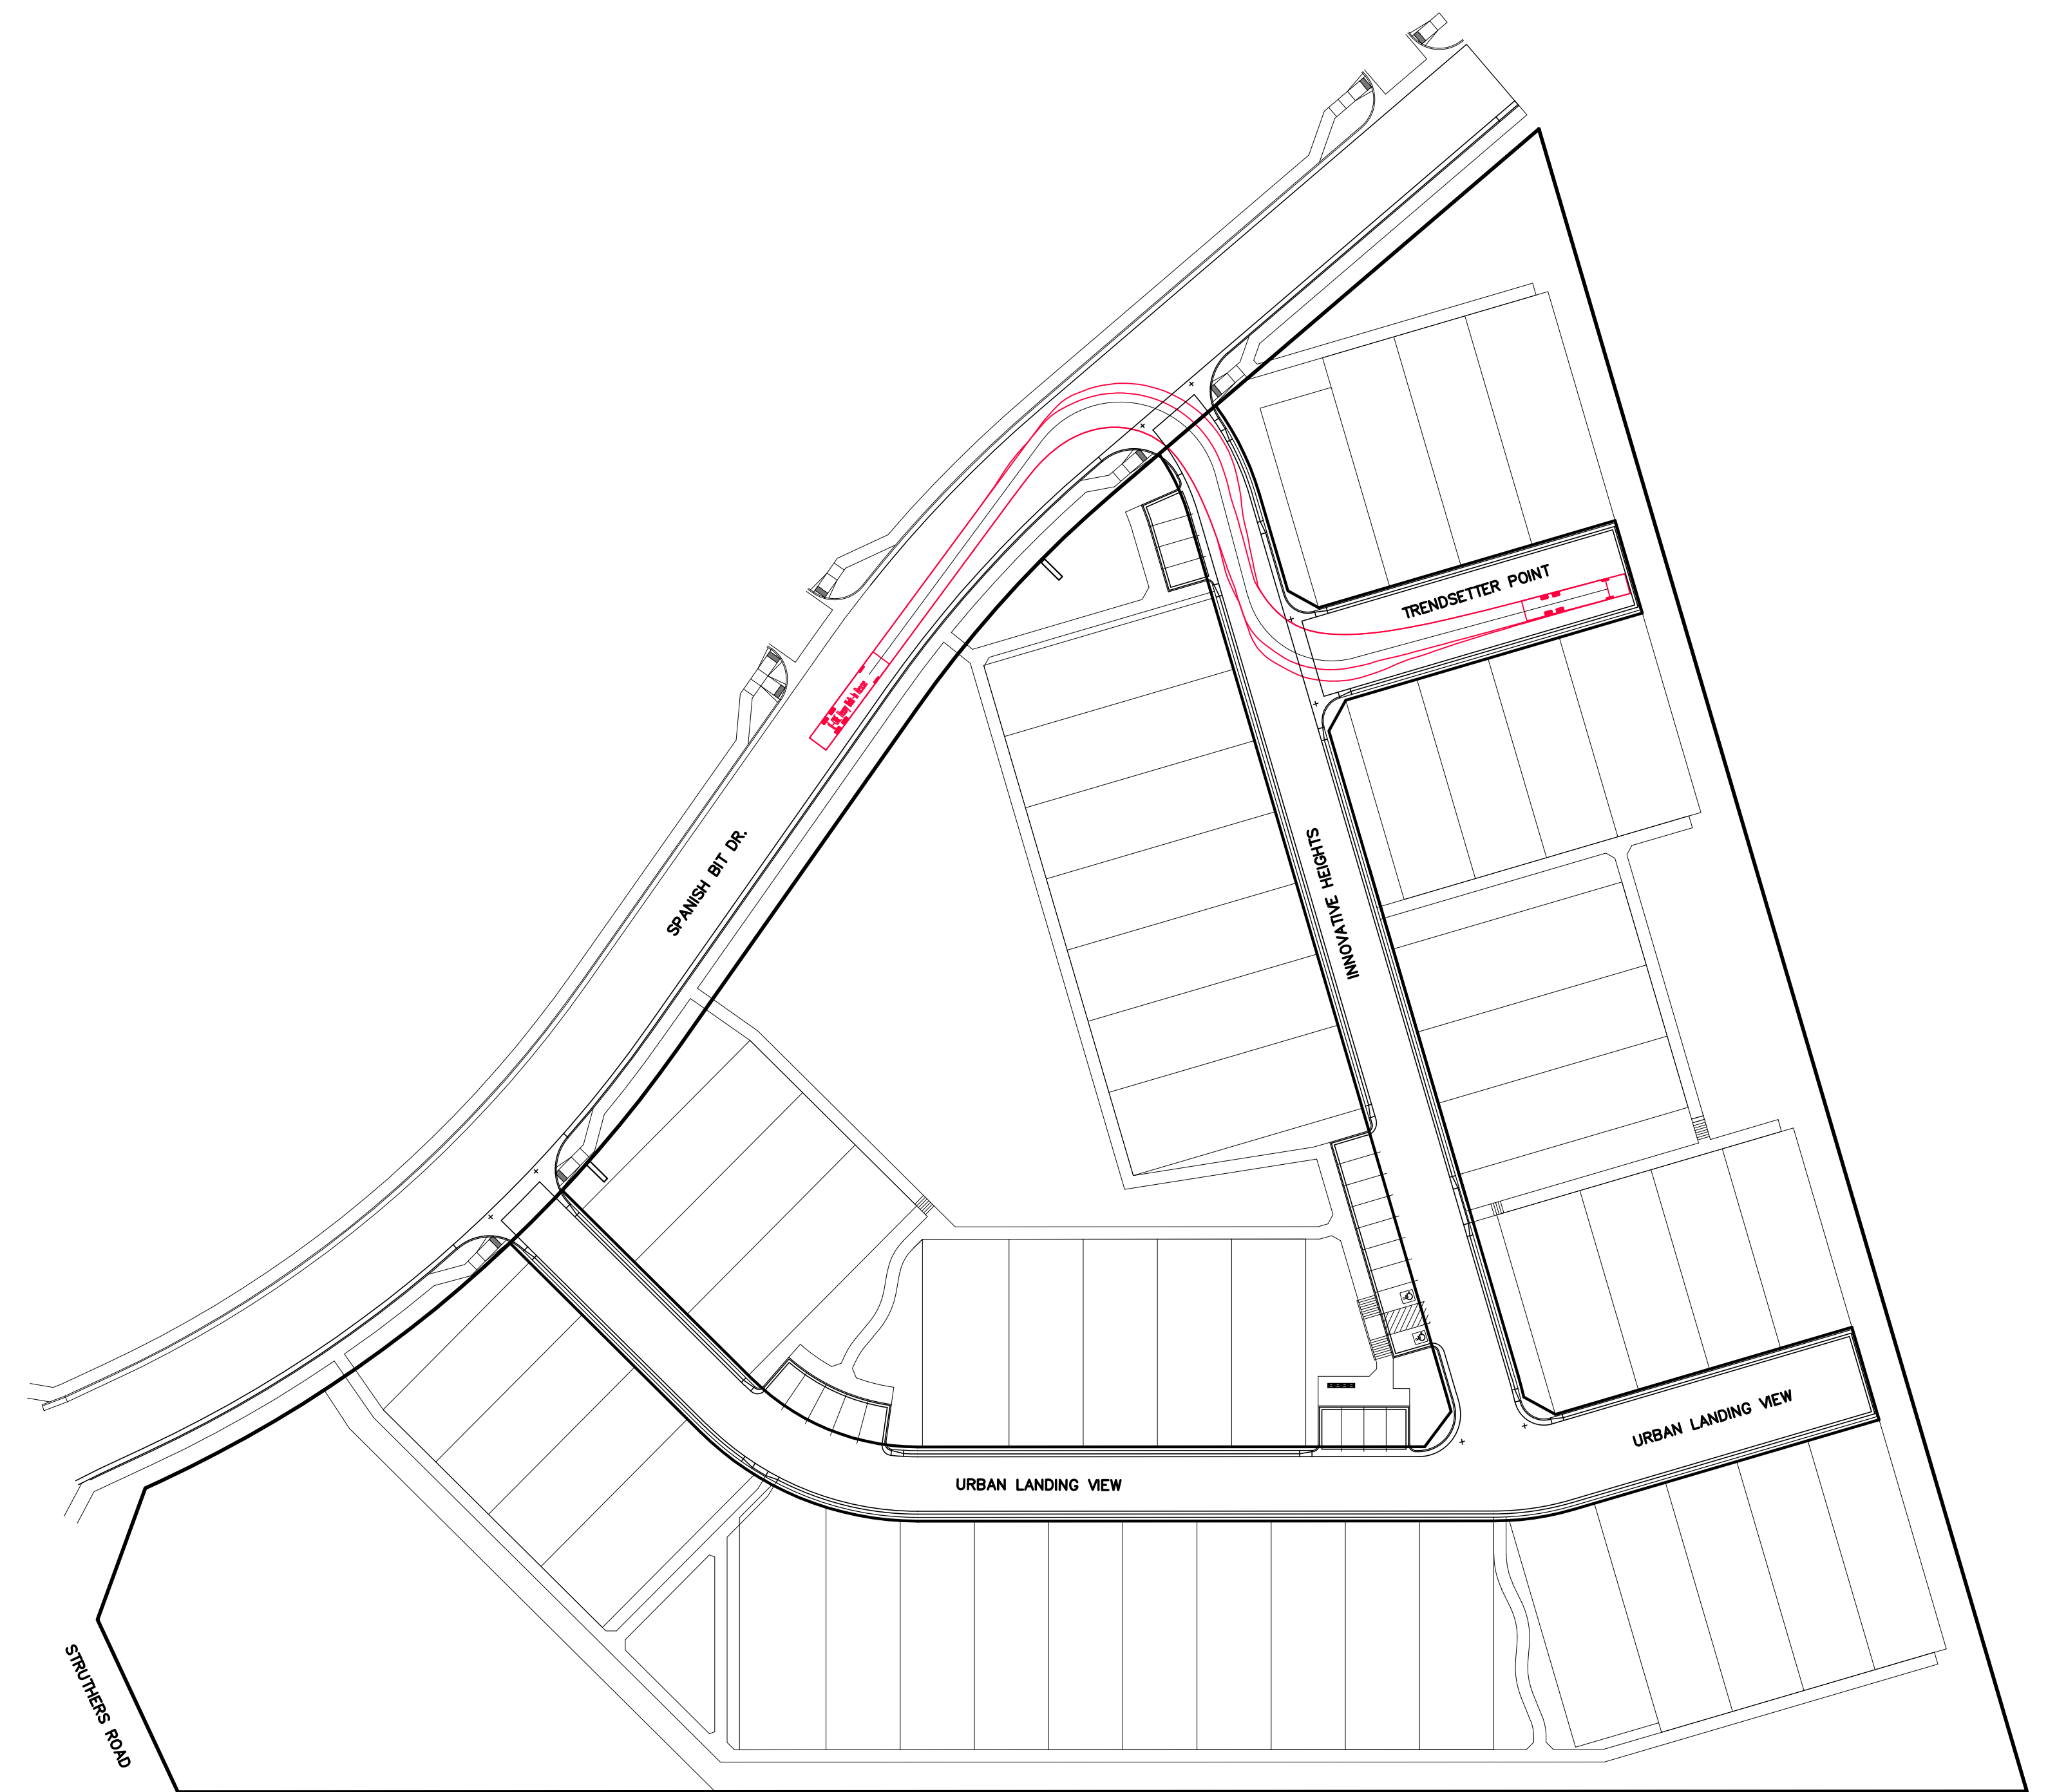 TRENDSETTER POINT
SPANISH BIT DR.
INNOVATIVE HEIGHTS
URBAN LANDING VIEW
URBAN LANDING VIEW
STRUTHERS ROAD